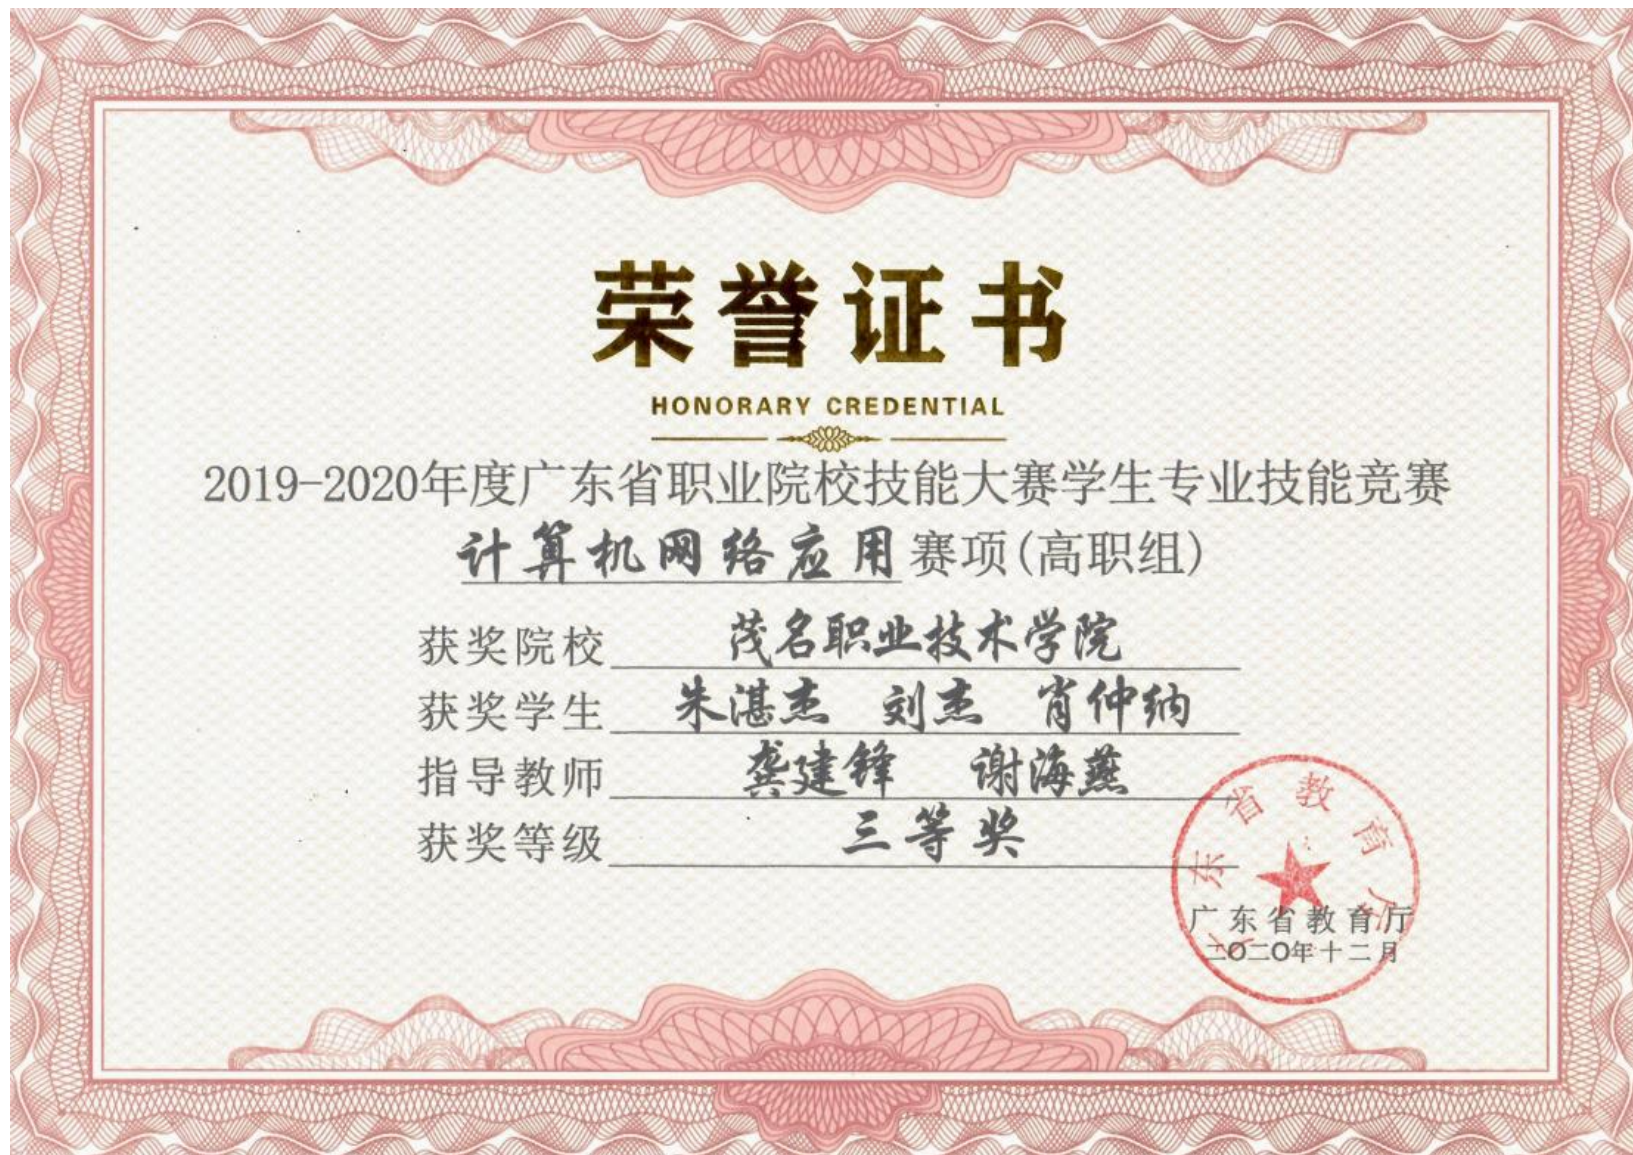 荣誉证书
HONORARY CREDENTIAL
2019-2020年度广东省职业院校技能大赛学生专业技能竞赛
计算机网络应用赛项(高职组)
获奖院校 茂名职业技术学院
获奖学生 朱湛杰 刘杰 肖仲纳
指导教师 龚建锋 谢海燕
获奖等级 三等奖
广东省教育厅
广东省教育厅
二〇二〇年十二月